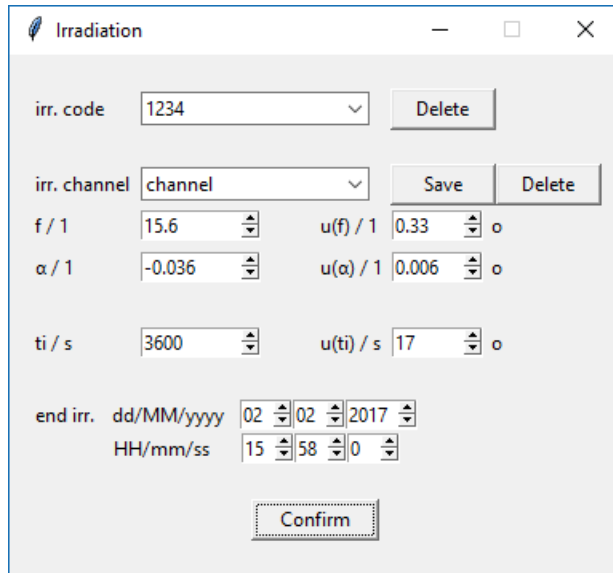 Irradiation
irr. code 1234 Delete
irr. channel channel Save Delete
f / 1 15.6 u(f) / 1 0.33 o
α / 1 -0.036 u(α) / 1 0.006 o
ti / s 3600 u(ti) / s 17 o
end irr. dd/MM/yyyy 02 02 2017
HH/mm/ss 15 58 0
Confirm